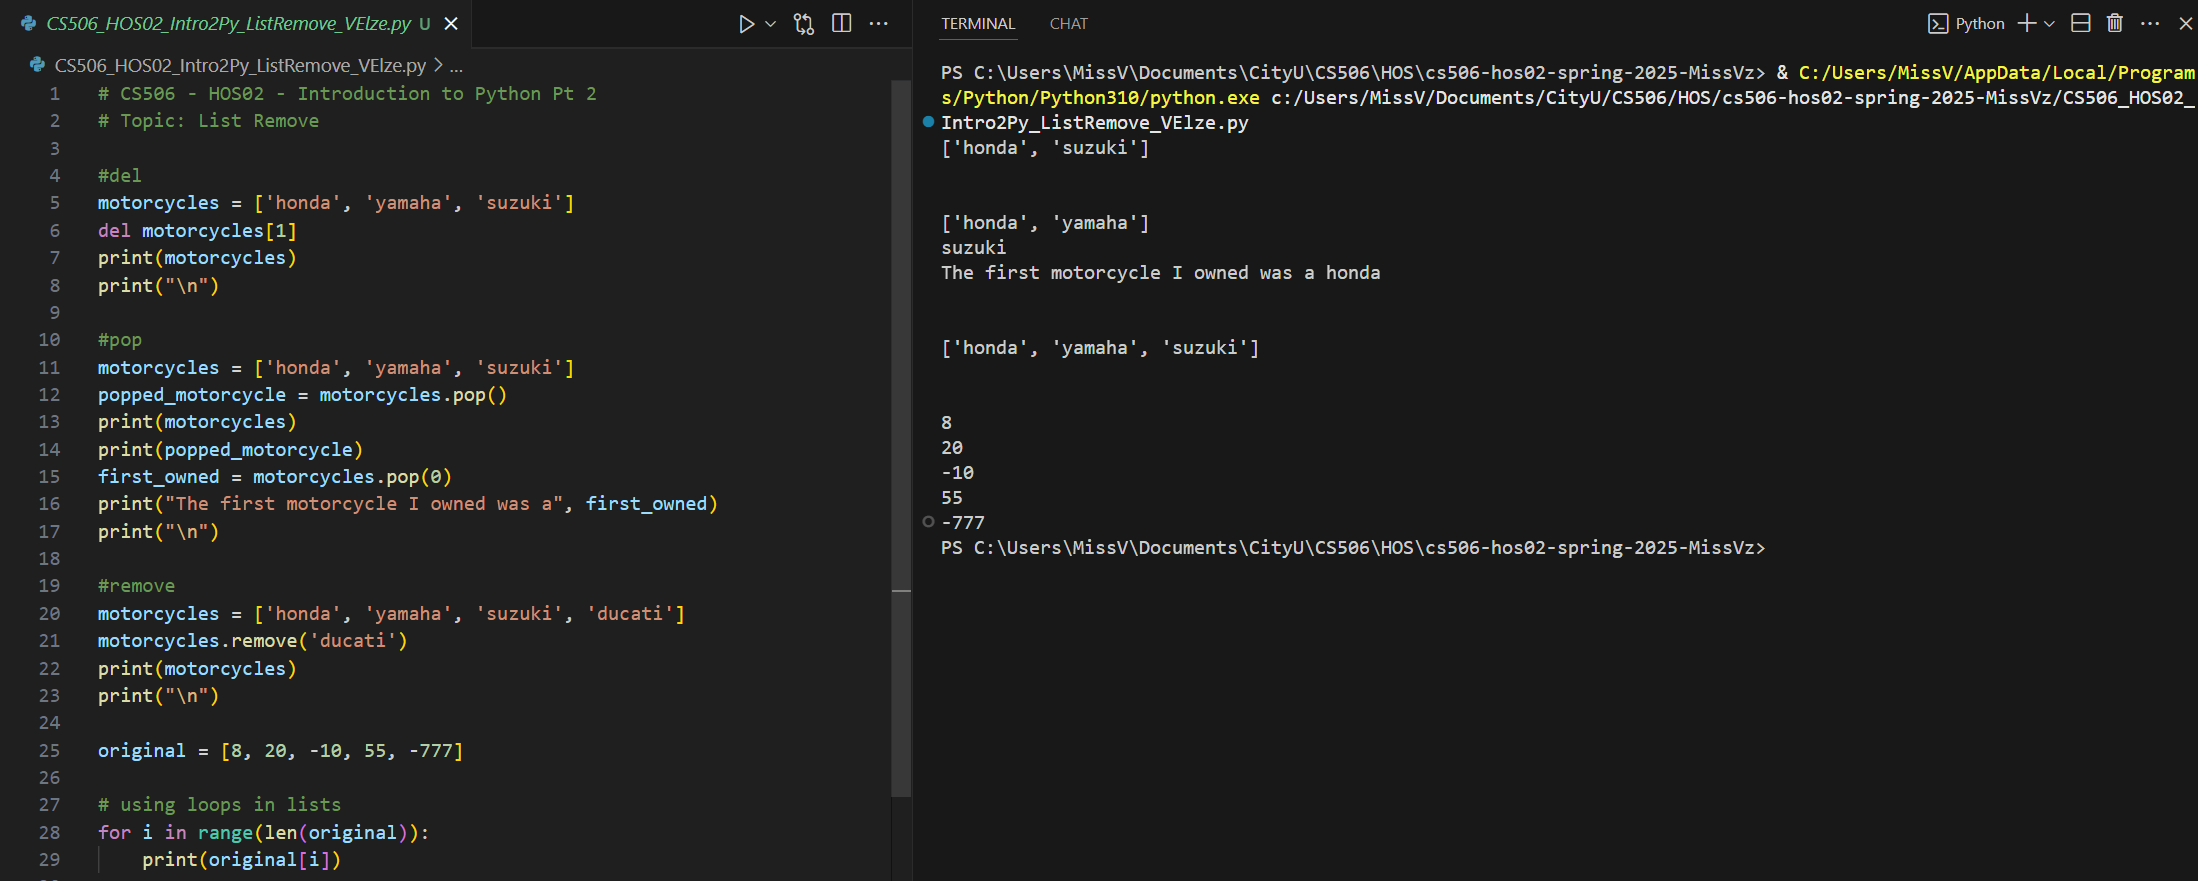 CS506_HOS02_Intro2Py_ListRemove_VElze.py U
CS506_HOS02_Intro2Py_ListRemove_VElze.py > ...
1 # CS506 - HOS02 - Introduction to Python Pt 2
2 # Topic: List Remove
3
4 #del
5 motorcycles = ['honda', 'yamaha', 'suzuki']
6 del motorcycles[1]
7 print(motorcycles)
8 print("\n")
9
10 #pop
11 motorcycles = ['honda', 'yamaha', 'suzuki']
12 popped_motorcycle = motorcycles.pop()
13 print(motorcycles)
14 print(popped_motorcycle)
15 first_owned = motorcycles.pop(0)
16 print("The first motorcycle I owned was a", first_owned)
17 print("\n")
18
19 #remove
20 motorcycles = ['honda', 'yamaha', 'suzuki', 'ducati']
21 motorcycles.remove('ducati')
22 print(motorcycles)
23 print("\n")
24
25 original = [8, 20, -10, 55, -777]
26
27 # using loops in lists
28 for i in range(len(original)):
29     print(original[i])
TERMINAL CHAT
Python
PS C:\Users\MissV\Documents\CityU\CS506\HOS\cs506-hos02-spring-2025-MissVz> & C:/Users/MissV/AppData/Local/Program
s/Python/Python310/python.exe c:/Users/MissV/Documents/CityU/CS506/HOS/cs506-hos02-spring-2025-MissVz/CS506_HOS02_
Intro2Py_ListRemove_VElze.py
['honda', 'suzuki']
['honda', 'yamaha']
suzuki
The first motorcycle I owned was a honda
['honda', 'yamaha', 'suzuki']
8
20
-10
55
-777
PS C:\Users\MissV\Documents\CityU\CS506\HOS\cs506-hos02-spring-2025-MissVz>